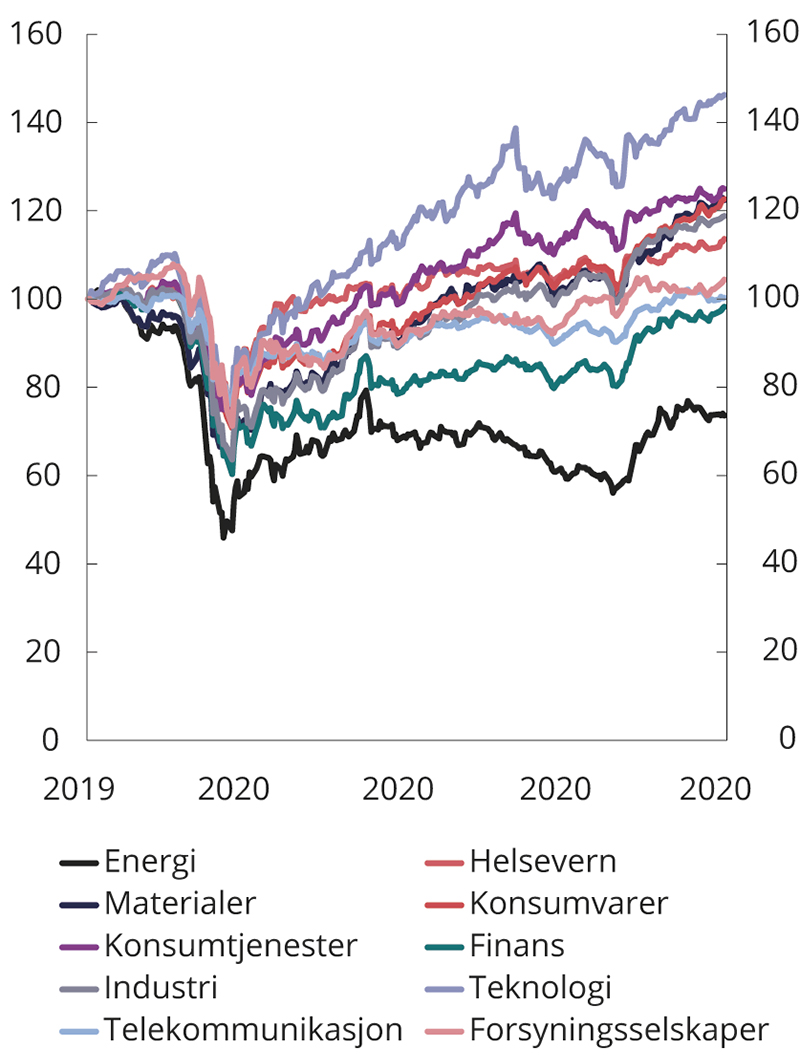 160 160
140 140
120 120
100 100
80 80
60 60
40 40
20 20
0 0
2019 2020 2020 2020 2020
Energi Helsevern
Materialer Konsumvarer
Konsumtjenester Finans
Industri Teknologi
Telekommunikasjon Forsyningsselskaper